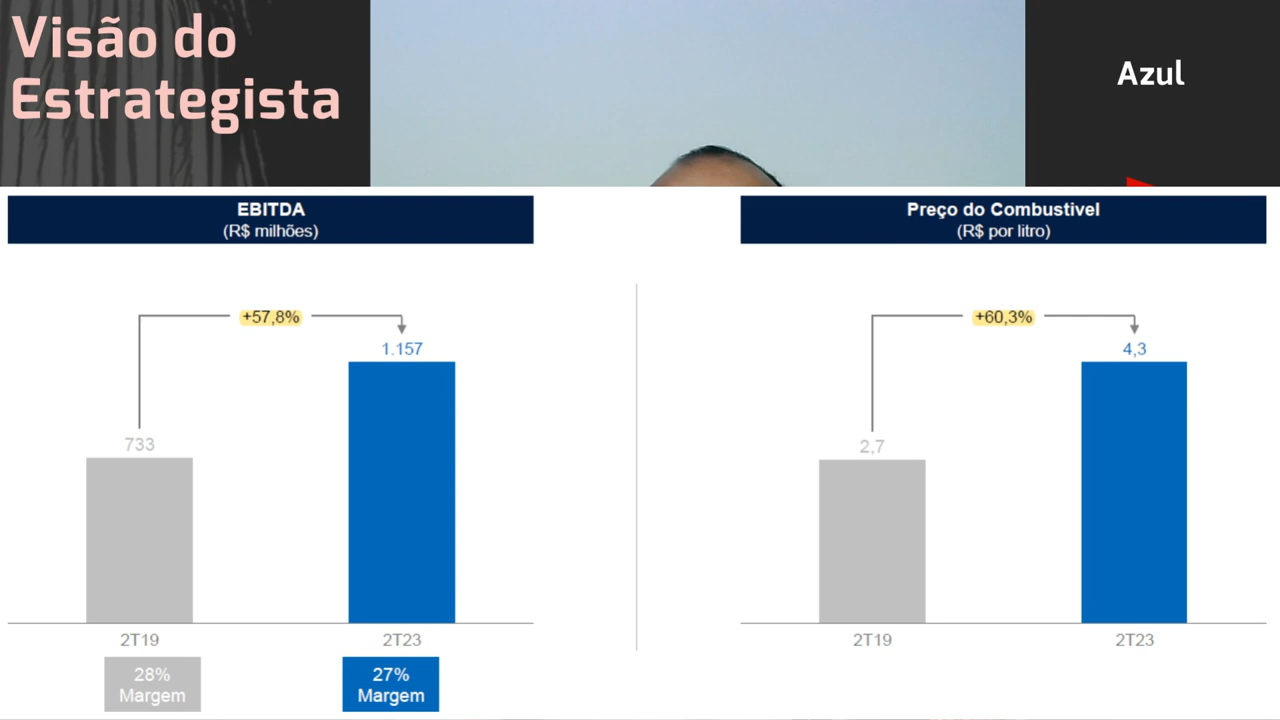 Visão do
Estrategista
Azul
EBITDA
(R$ milhões)
+57,8%
1.157
733
2T19
2T23
28%
Margem
27%
Margem
Preço do Combustivel
(R$ por litro)
+60,3%
4,3
2,7
2T19
2T23